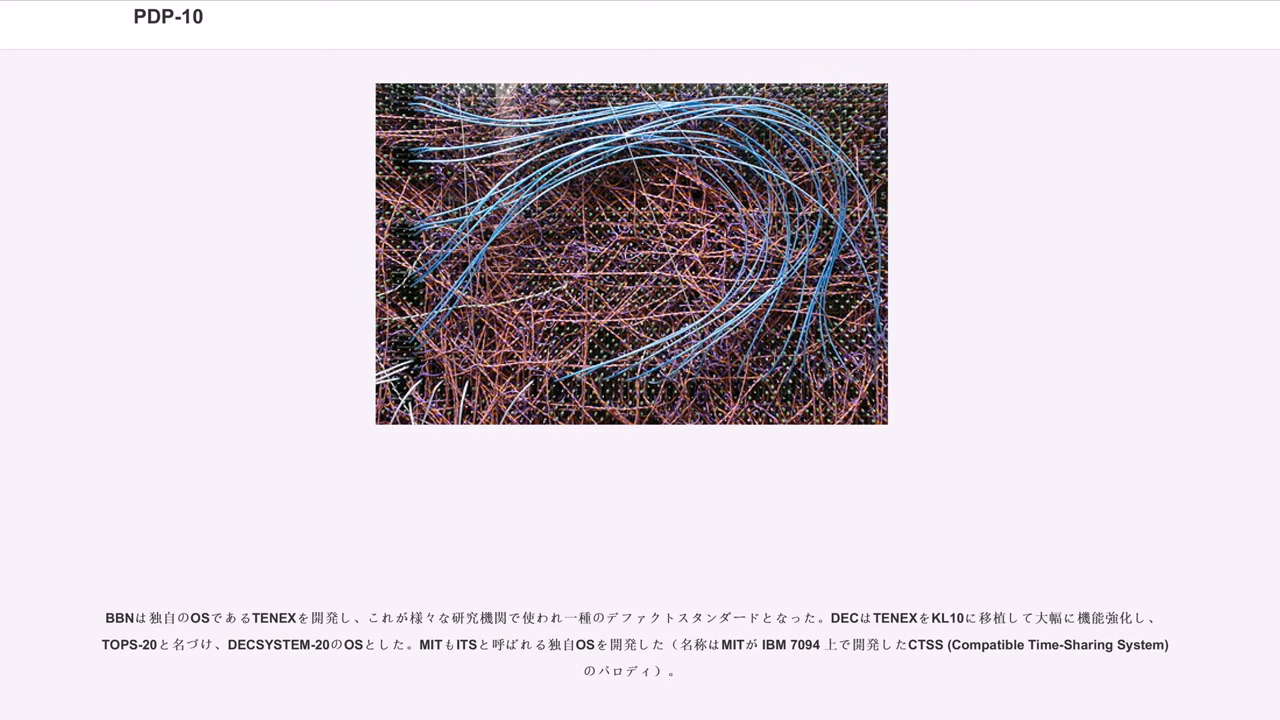 PDP-10
BBNは独自のOSであるTENEXを開発し、これが様々な研究機関で使われ一種のデファクトスタンダードとなった。DECはTENEXをKL10に移植して大幅に機能強化し、
TOPS-20と名づけ、DECSYSTEM-20のOSとした。MITもITSと呼ばれる独自OSを開発した（名称はMITが IBM 7094 上で開発したCTSS (Compatible Time-Sharing System)
のパロディ）。